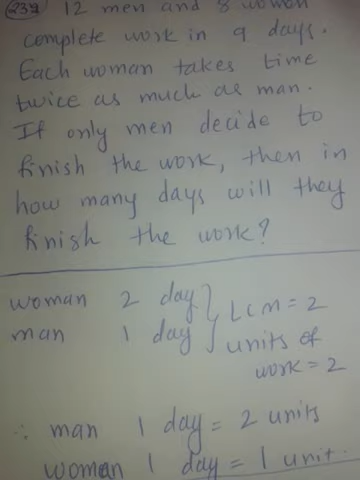 (239) 12 men and 8 women
complete work in 9 days.
Each woman takes time
twice as much as man.
If only men decide to
finish the work, then in
how many days will they
finish the work?
woman 2 day } LCM = 2
man 1 day } units of
work = 2
∴ man 1 day = 2 units
woman 1 day = 1 unit.